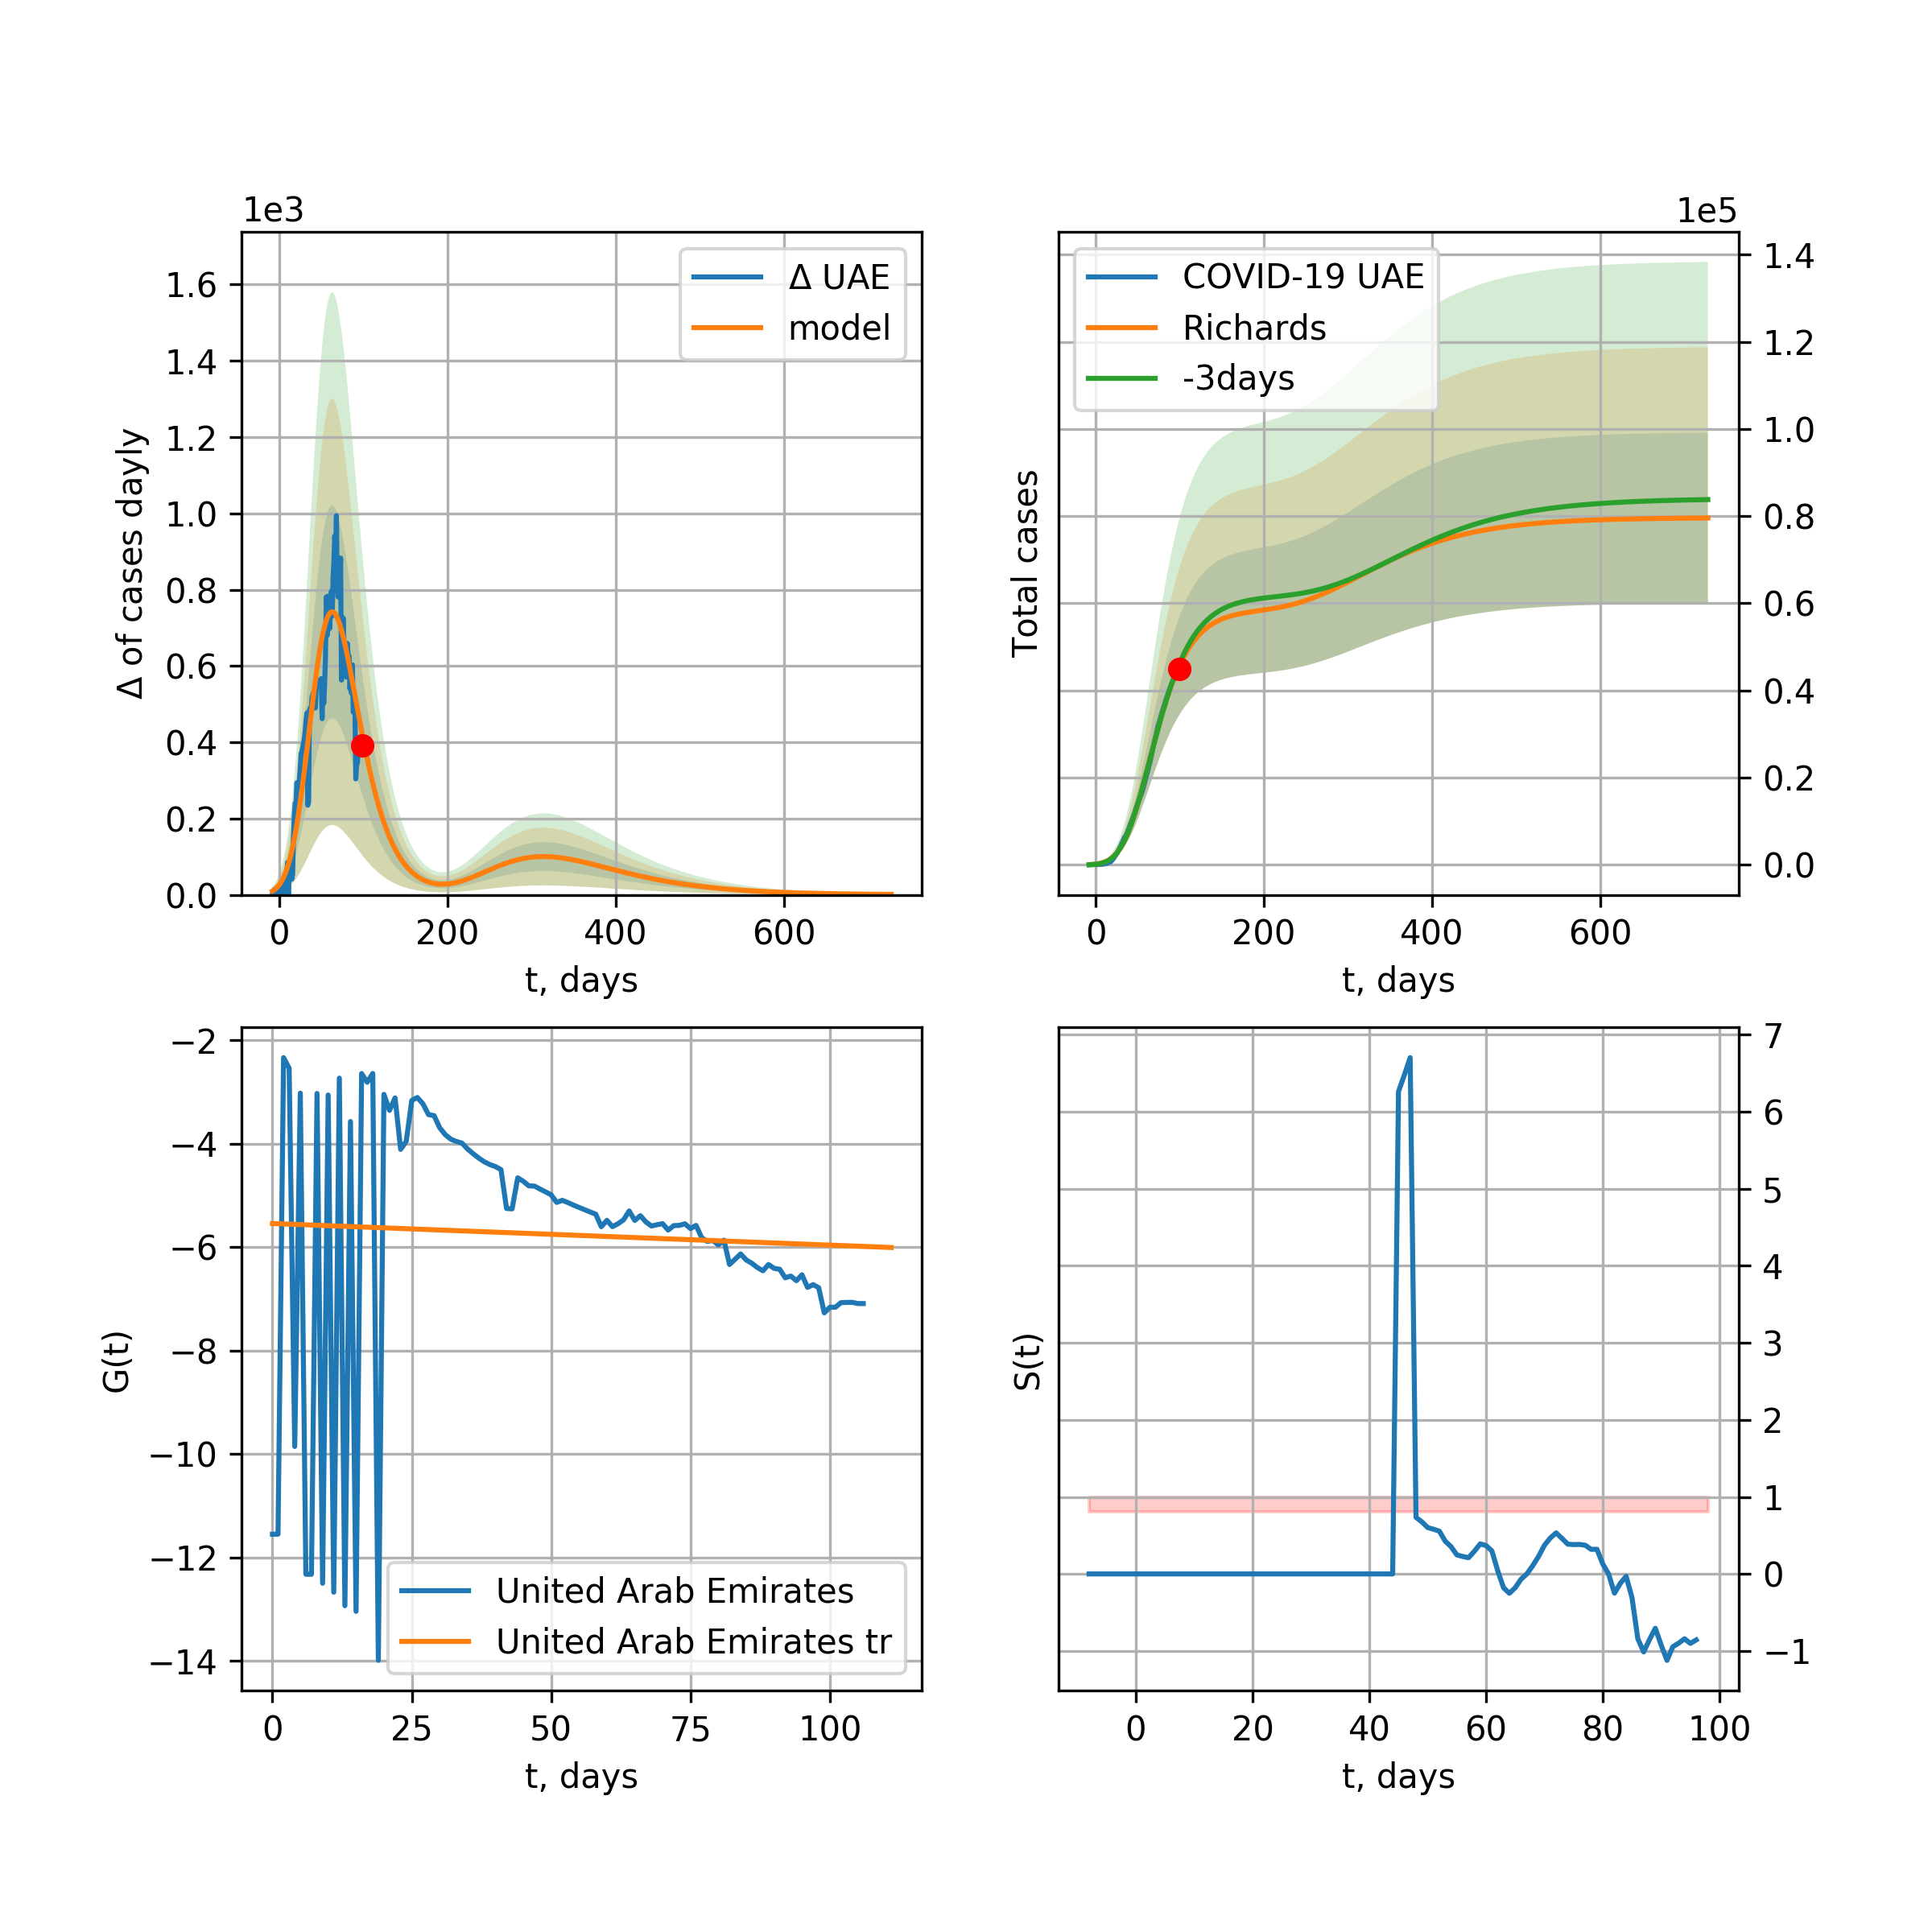 1e3
1e5
Δ of cases dayly
1.6
1.4
1.2
1.0
0.8
0.6
0.4
0.2
0.0
Δ UAE
model
0 200 400 600
t, days
Total cases
COVID-19 UAE
Richards
-3days
1.4
1.2
1.0
0.8
0.6
0.4
0.2
0.0
0 200 400 600
t, days
G(t)
−2
−4
−6
−8
−10
−12
−14
United Arab Emirates
United Arab Emirates tr
0 25 50 75 100
t, days
S(t)
7
6
5
4
3
2
1
0
−1
0 20 40 60 80 100
t, days